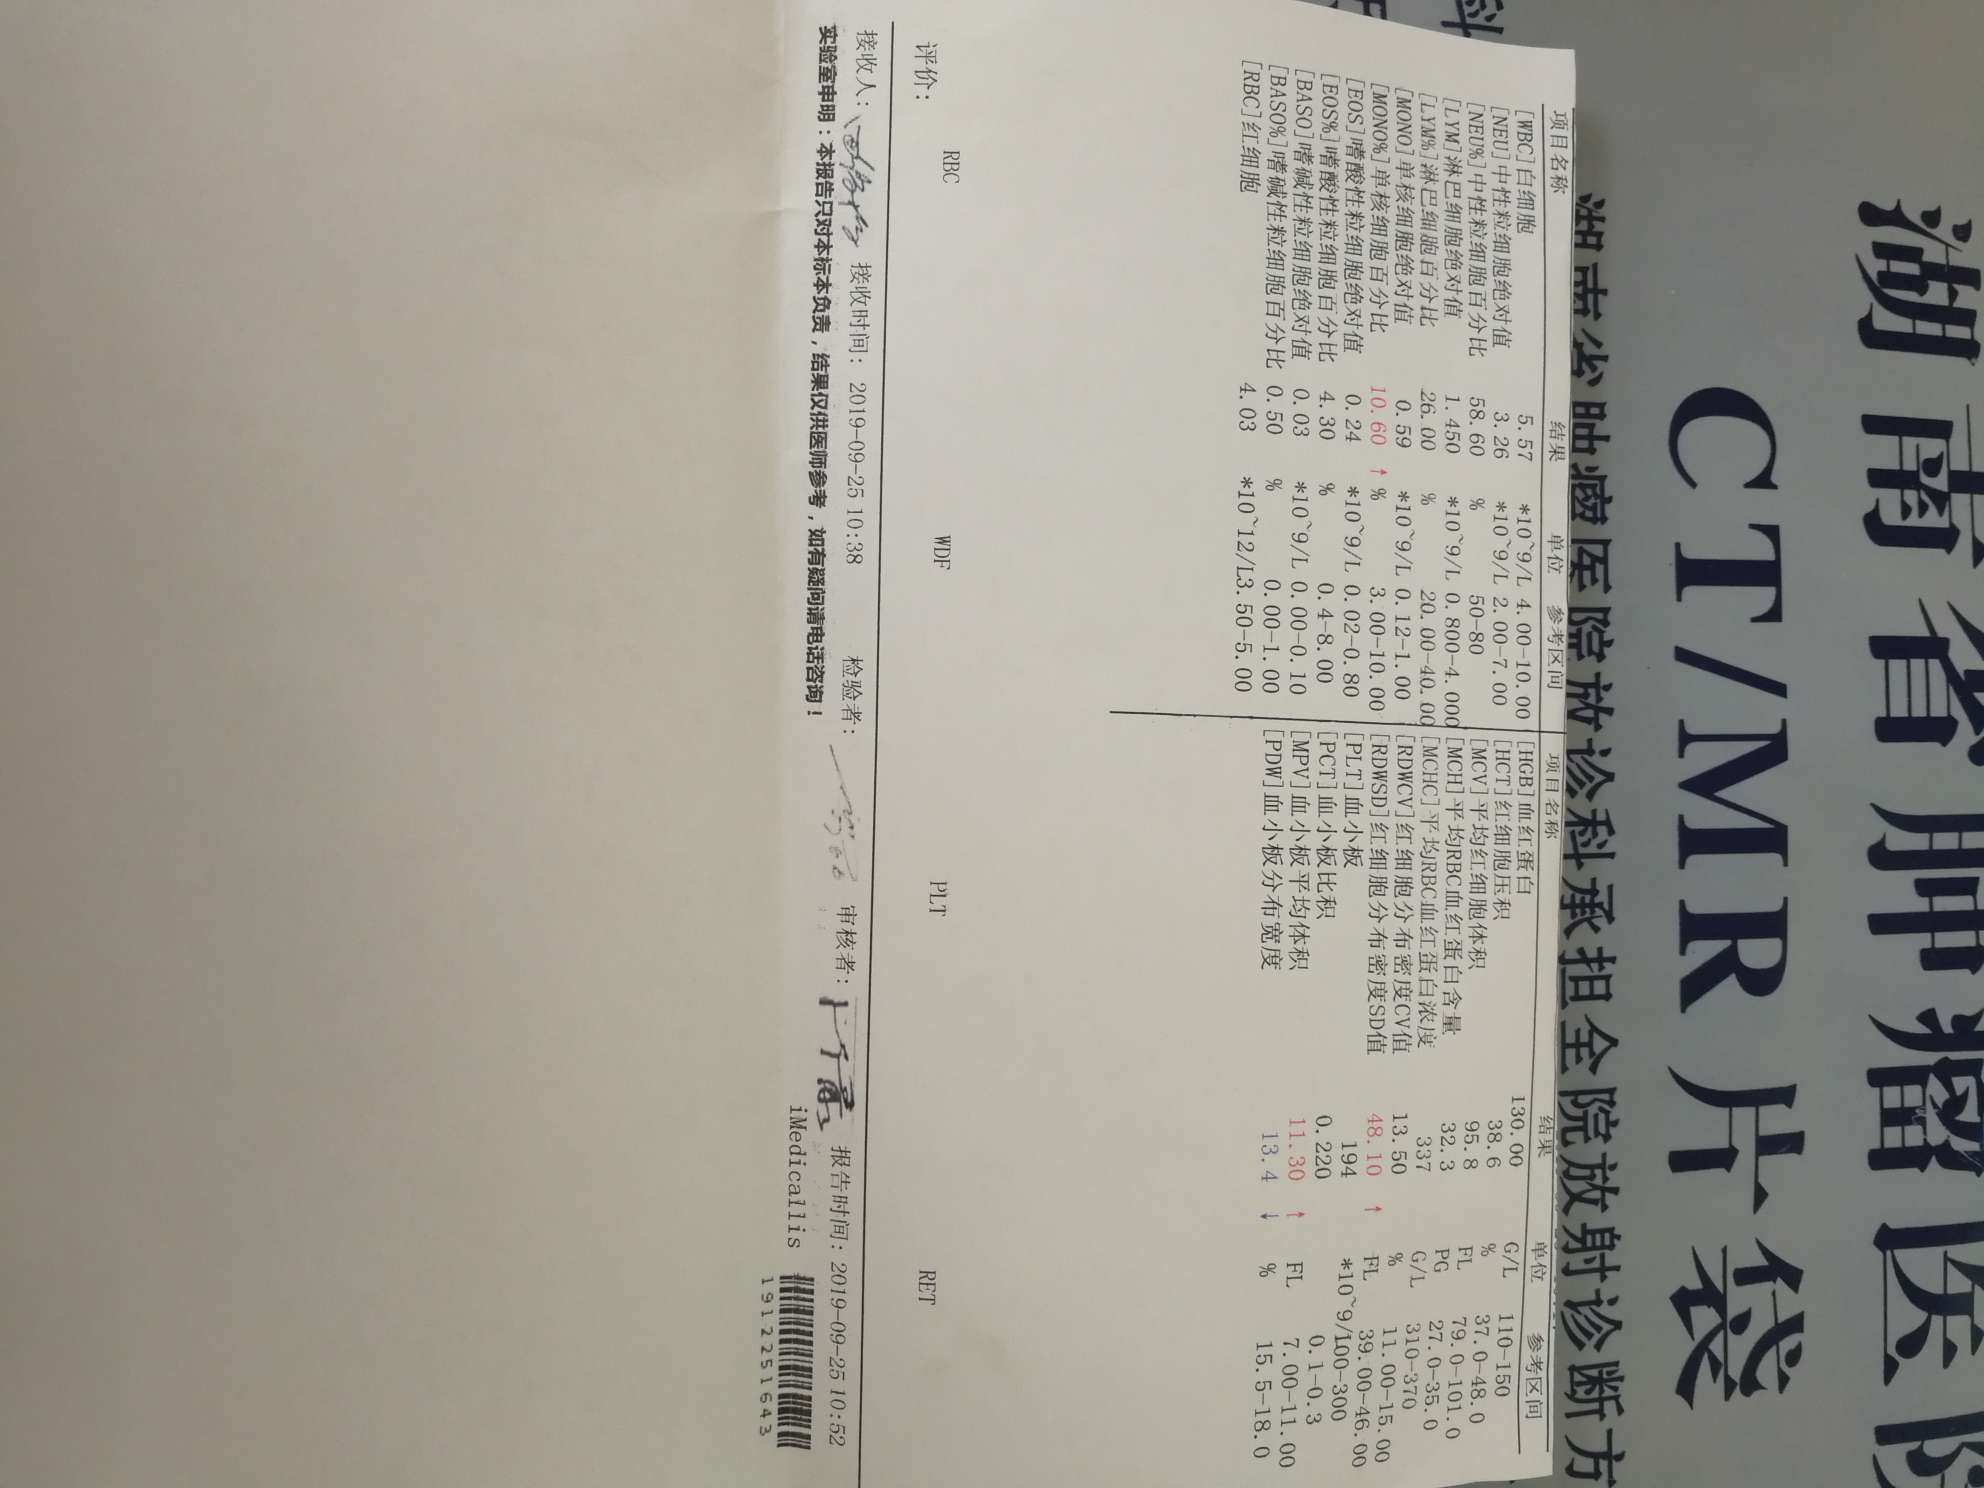 湖南省肿瘤医院
CT/MR片袋
湖南省肿瘤医院放诊科承担全院放射诊断方
项目名称 结果 单位 参考区间 项目名称 结果 单位 参考区间
[WBC]白细胞 5.57 *10~9/L 4.00-10.00 [HGB]血红蛋白 130.00 G/L 110-150
[NEU]中性粒细胞绝对值 3.26 *10~9/L 2.00-7.00 [HCT]红细胞压积 38.6 % 37.0-48.0
[NEU%]中性粒细胞百分比 58.60 % 50-80 [MCV]平均红细胞体积 95.8 FL 79.0-101.0
[LYM]淋巴细胞绝对值 1.450 *10~9/L 0.800-4.000 [MCH]平均RBC血红蛋白含量 32.3 PG 27.0-35.0
[LYM%]淋巴细胞百分比 26.00 % 20.00-40.00 [MCHC]平均RBC血红蛋白浓度 337 G/L 310-370
[MONO]单核细胞绝对值 0.59 *10~9/L 0.12-1.00 [RDWCV]红细胞分布密度CV值 13.50 % 11.00-15.00
[MONO%]单核细胞百分比 10.60 ↑ % 3.00-10.00 [RDWSD]红细胞分布密度SD值 48.10 ↑ FL 39.00-46.00
[EOS]嗜酸性粒细胞绝对值 0.24 *10~9/L 0.02-0.80 [PLT]血小板 194 *10~9/100-300
[EOS%]嗜酸性粒细胞百分比 4.30 % 0.4-8.00 [PCT]血小板比积 0.220 0.1-0.3
[BASO]嗜碱性粒细胞绝对值 0.03 *10~9/L 0.00-0.10 [MPV]血小板平均体积 11.30 ↑ FL 7.00-11.00
[BASO%]嗜碱性粒细胞百分比 0.50 % 0.00-1.00 [PDW]血小板分布宽度 13.4 ↓ % 15.5-18.0
[RBC]红细胞 4.03 *10~12/L3.50-5.00
RBC WDF PLT RET
评价：
接收人： 接收时间： 2019-09-25 10:38 检验者： 审核者： 报告时间：2019-09-25 10:52
实验室申明：本报告只对本标本负责，结果仅供医师参考，如有疑问请电话咨询！
iMedicallis
1912251643